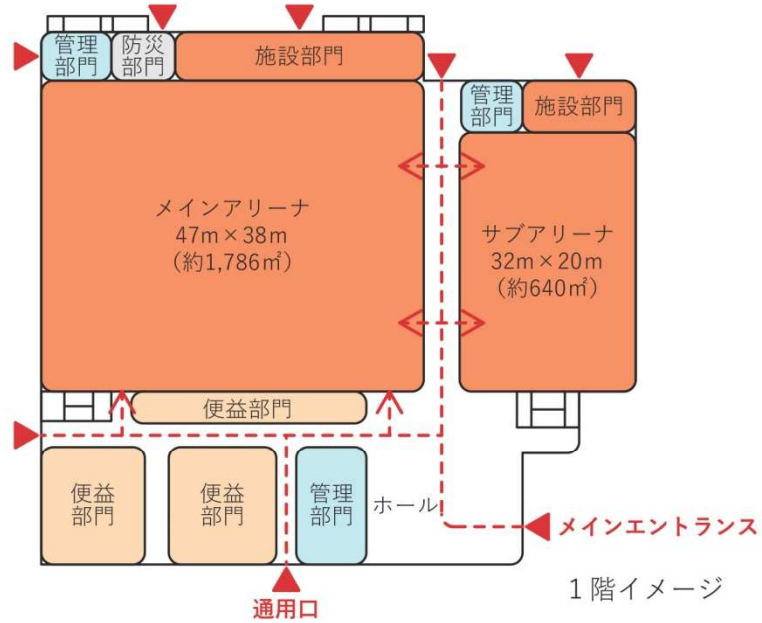 管理
部門
防災
部門
施設部門
管理
部門
施設部門
メインアリーナ
47m×38m
（約1,786㎡）
サブアリーナ
32m×20m
（約640㎡）
便益部門
便益
部門
便益
部門
管理
部門
ホール
メインエントランス
通用口
1階イメージ